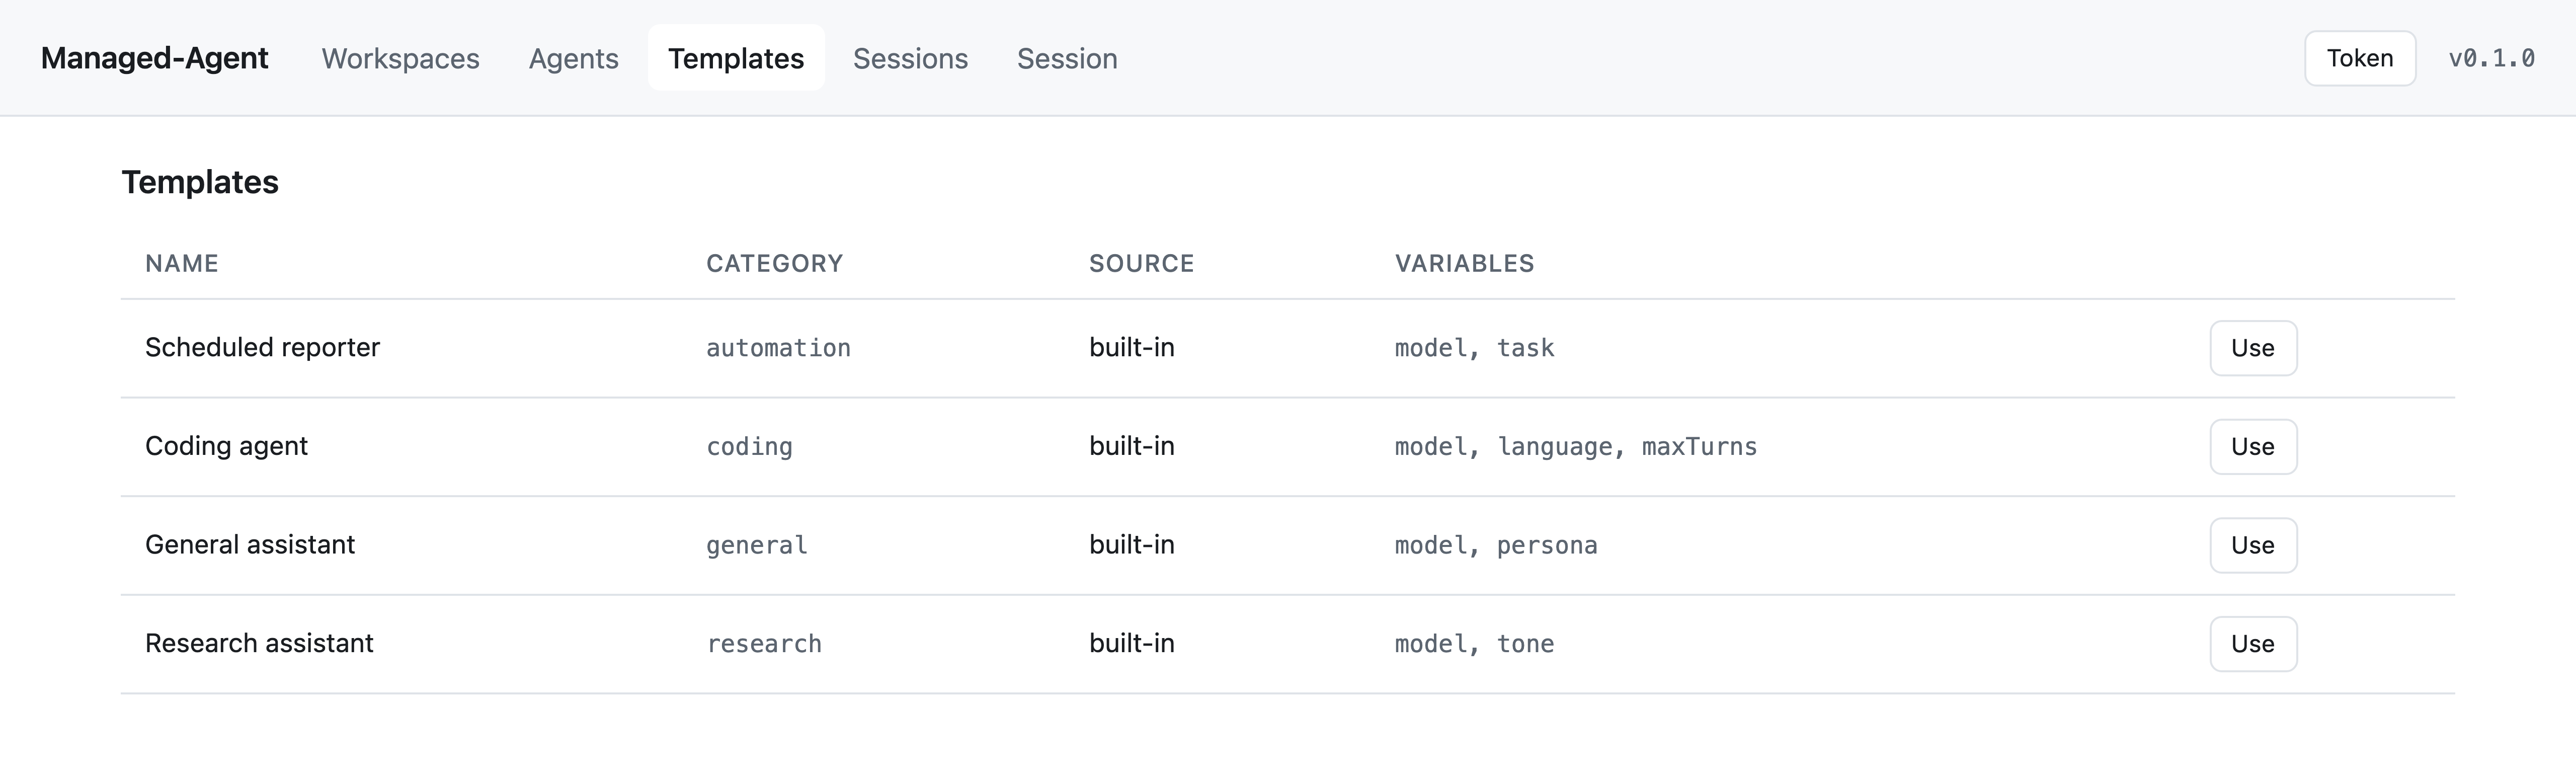 Managed-Agent Workspaces Agents Templates Sessions Session Token v0.1.0
Templates
NAME CATEGORY SOURCE VARIABLES
Scheduled reporter automation built-in model, task Use
Coding agent coding built-in model, language, maxTurns Use
General assistant general built-in model, persona Use
Research assistant research built-in model, tone Use